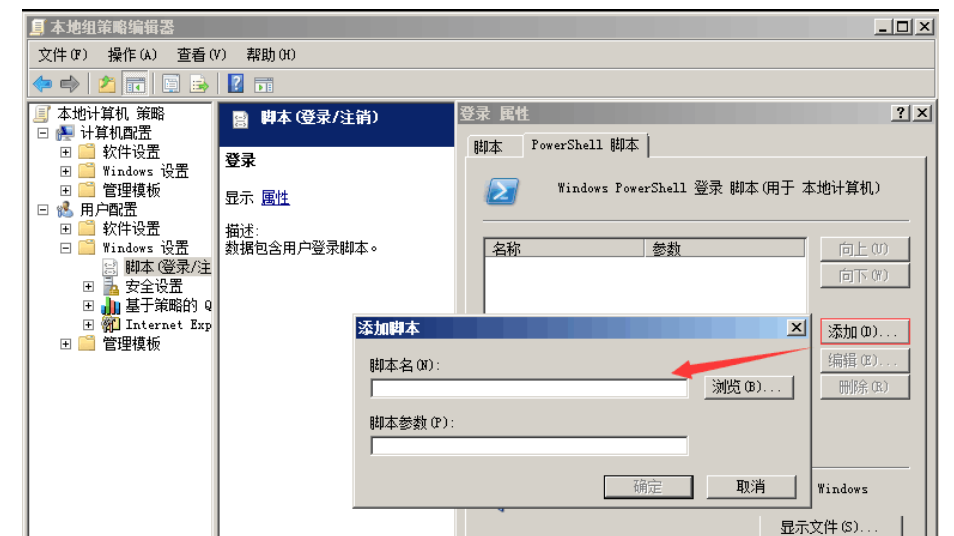 本地组策略编辑器
文件(F) 操作(A) 查看(V) 帮助(H)
本地计算机 策略
计算机配置
软件设置
Windows 设置
管理模板
用户配置
软件设置
Windows 设置
脚本(登录/注
安全设置
基于策略的 Q
Internet Exp
管理模板
脚本(登录/注销)
登录
显示 属性
描述:
数据包含用户登录脚本。
登录 属性
脚本 PowerShell 脚本
Windows PowerShell 登录 脚本(用于 本地计算机)
名称 参数
向上(U)
向下(W)
添加(D)...
编辑(E)...
删除(R)
添加脚本
脚本名(N):
浏览(B)...
脚本参数(P):
确定 取消
Windows
显示文件(S)...